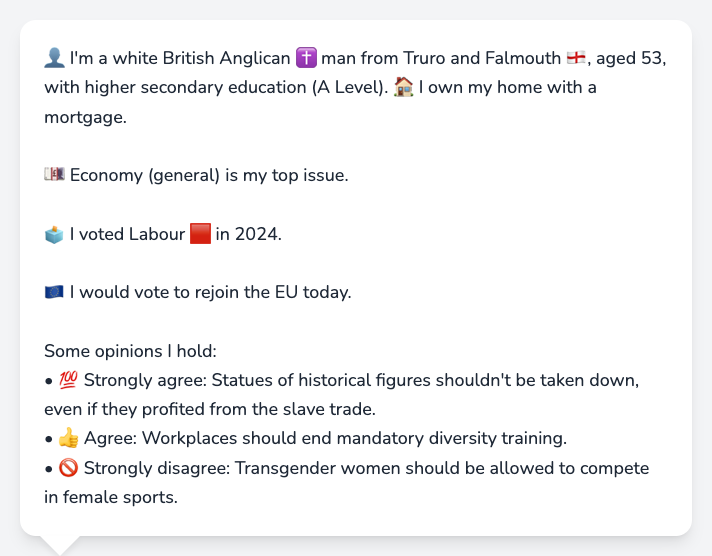 👤 I'm a white British Anglican ✝️ man from Truro and Falmouth 🏴󠁧󠁢󠁥󠁮󠁧󠁿, aged 53,
with higher secondary education (A Level). 🏠 I own my home with a
mortgage.
💷 Economy (general) is my top issue.
🗳️ I voted Labour 🟥 in 2024.
🇪🇺 I would vote to rejoin the EU today.
Some opinions I hold:
• 💯 Strongly agree: Statues of historical figures shouldn't be taken down,
even if they profited from the slave trade.
• 👍 Agree: Workplaces should end mandatory diversity training.
• 🚫 Strongly disagree: Transgender women should be allowed to compete
in female sports.